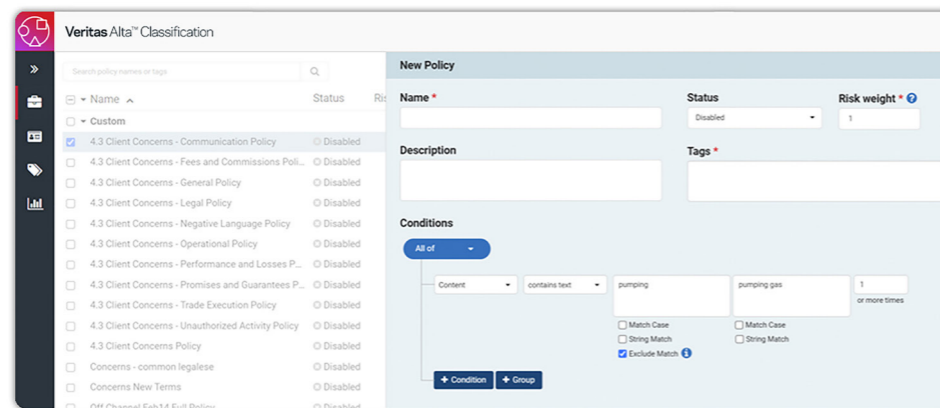 Veritas Alta™ Classification
Search policy names or tags
Name
Status
Ris
Custom
4.3 Client Concerns - Communication Policy Disabled
4.3 Client Concerns - Fees and Commissions Poli... Disabled
4.3 Client Concerns - General Policy Disabled
4.3 Client Concerns - Legal Policy Disabled
4.3 Client Concerns - Negative Language Policy Disabled
4.3 Client Concerns - Operational Policy Disabled
4.3 Client Concerns - Performance and Losses P... Disabled
4.3 Client Concerns - Promises and Guarantees P... Disabled
4.3 Client Concerns - Trade Execution Policy Disabled
4.3 Client Concerns - Unauthorized Activity Policy Disabled
4.3 Client Concerns Policy Disabled
Concerns - common legalese Disabled
Concerns New Terms Disabled
Off Channel Feb14 Full Policy Disabled
New Policy
Name *
Status
Risk weight * ?
Disabled
1
Description
Tags *
Conditions
All of
Content
contains text
pumping
pumping gas
1
or more times
Match Case
Match Case
String Match
String Match
Exclude Match i
+ Condition
+ Group